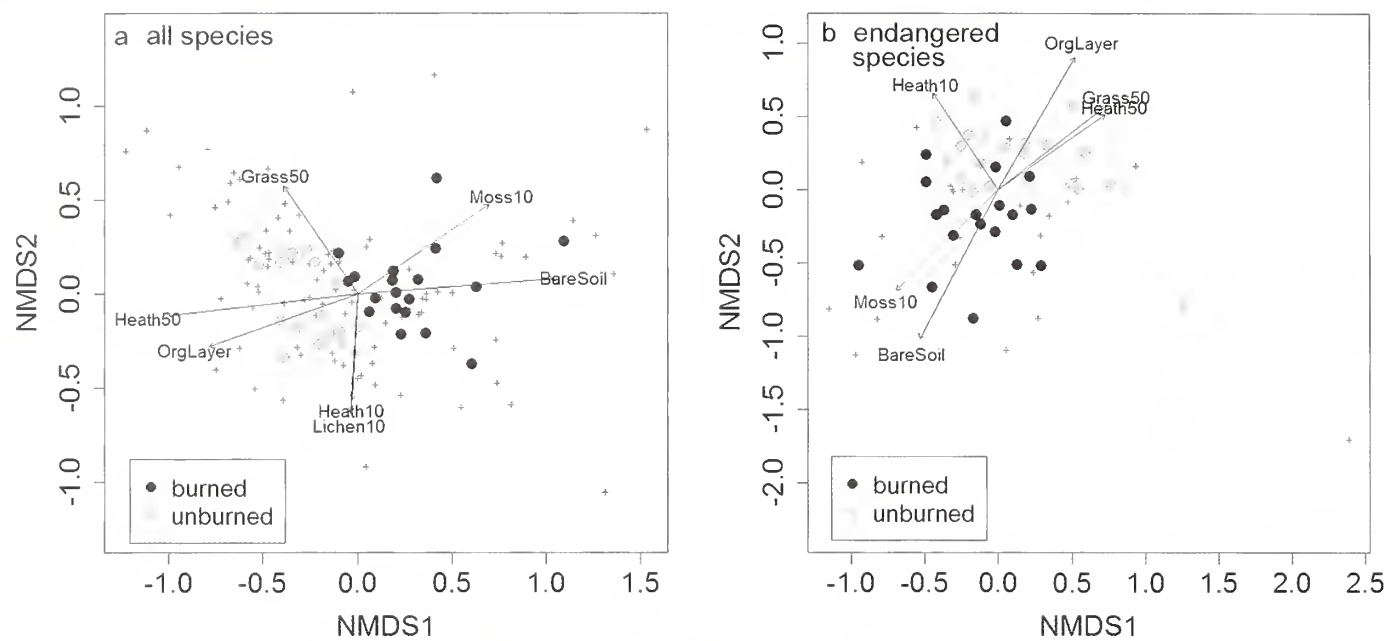 a all species
NMDS2
1.0
0.5
0.0
-0.5
-1.0
Grass50
Moss10
BareSoil
Heath50
OrgLayer
Heath10
Lichen10
burned
unburned
-1.0 -0.5 0.0 0.5 1.0 1.5
NMDS1
b endangered
species
NMDS2
1.0
0.5
0.0
-0.5
-1.0
-1.5
-2.0
OrgLayer
Heath10
Grass50
Heath50
Moss10
BareSoil
burned
unburned
-1.0 -0.5 0.0 0.5 1.0 1.5 2.0 2.5
NMDS1